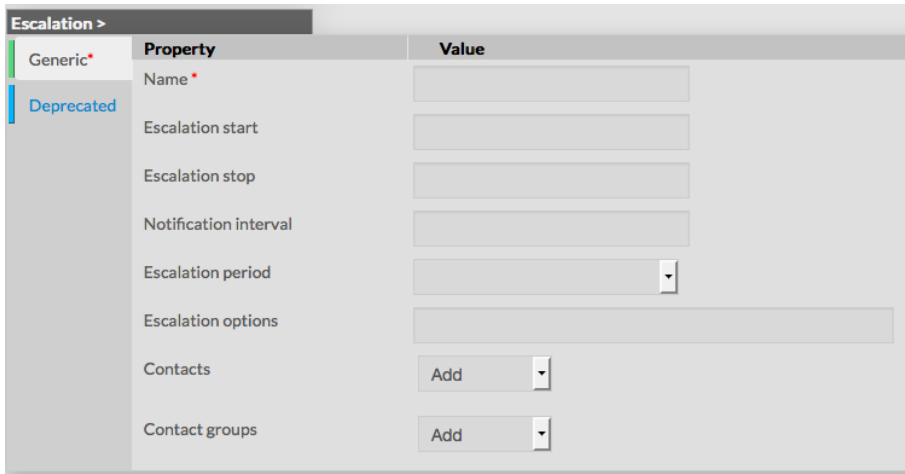 Escalation >
Generic*
Deprecated
Property Value
Name *
Escalation start
Escalation stop
Notification interval
Escalation period
Escalation options
Contacts Add
Contact groups Add